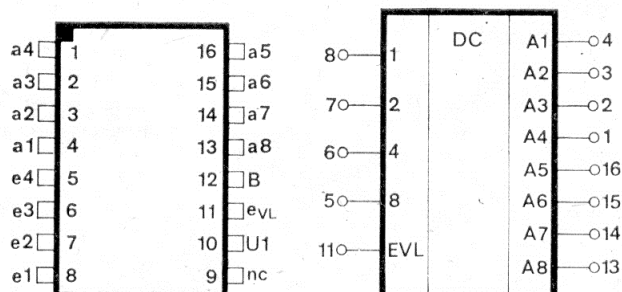 a4 1 16 a5
a3 2 15 a6
a2 3 14 a7
a1 4 13 a8
e4 5 12 B
e3 6 11 eVL
e2 7 10 U1
e1 8 9 nc
DC
8 1 A1 4
A2 3
7 2 A3 2
6 4 A4 1
A5 16
5 8 A6 15
A7 14
11 EVL A8 13